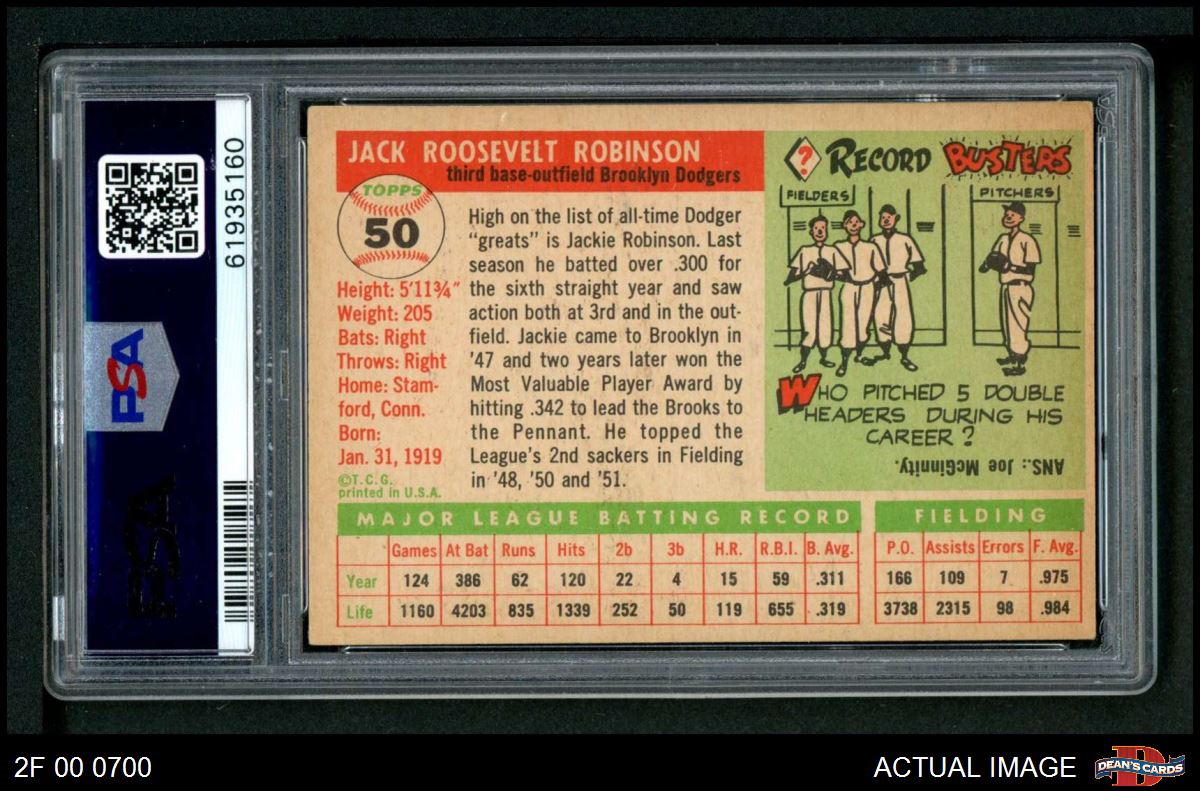 61935160
PSA
PSA
JACK ROOSEVELT ROBINSON
third base-outfield Brooklyn Dodgers
TOPPS
50
Height: 5'11¾"
Weight: 205
Bats: Right
Throws: Right
Home: Stam-
ford, Conn.
Born:
Jan. 31, 1919
©T.C.G.
printed in U.S.A.
High on the list of all-time Dodger
“greats” is Jackie Robinson. Last
season he batted over .300 for
the sixth straight year and saw
action both at 3rd and in the out-
field. Jackie came to Brooklyn in
'47 and two years later won the
Most Valuable Player Award by
hitting .342 to lead the Brooks to
the Pennant. He topped the
League's 2nd sackers in Fielding
in '48, '50 and '51.
? RECORD BUSTERS
FIELDERS
PITCHERS
WHO PITCHED 5 DOUBLE
HEADERS DURING HIS
CAREER?
ANS.: Joe McGinnity.
MAJOR LEAGUE BATTING RECORD
Games At Bat Runs Hits 2b 3b H.R. R.B.I. B. Avg.
Year 124 386 62 120 22 4 15 59 .311
Life 1160 4203 835 1339 252 50 119 655 .319
FIELDING
P.O. Assists Errors F. Avg.
166 109 7 .975
3738 2315 98 .984
PSA
2F 00 0700
ACTUAL IMAGE
DEAN'S CARDS